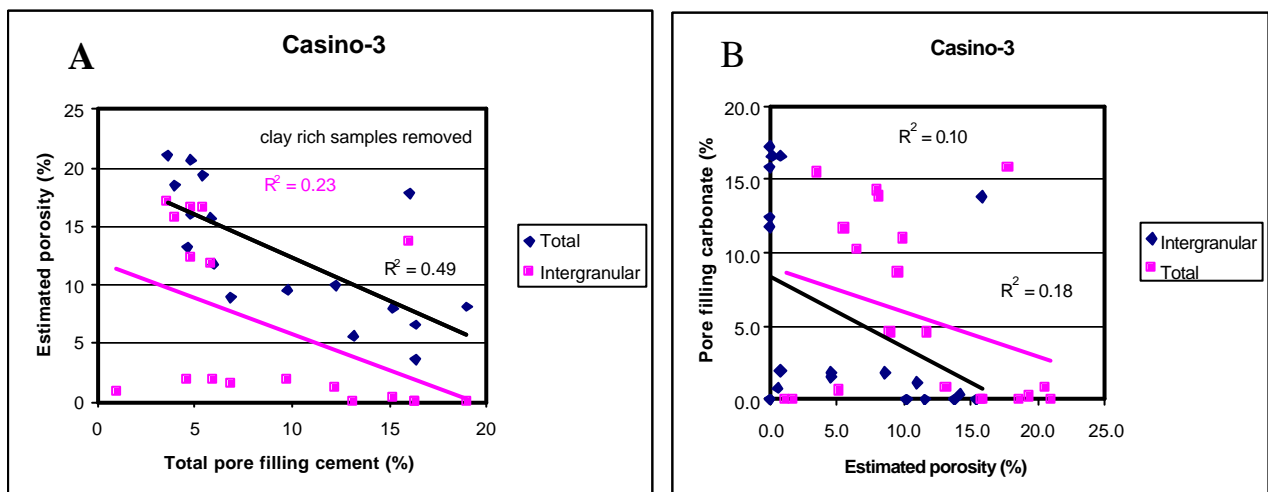 A
Casino-3
25
20
15
10
5
0
0
5
10
15
20
Estimated porosity (%)
Total pore filling cement (%)
clay rich samples removed
R² = 0.23
R² = 0.49
Total
Intergranular
B
Casino-3
20.0
15.0
10.0
5.0
0.0
0.0
5.0
10.0
15.0
20.0
25.0
Pore filling carbonate (%
Estimated porosity (%)
R² = 0.10
R² = 0.18
Intergranular
Total